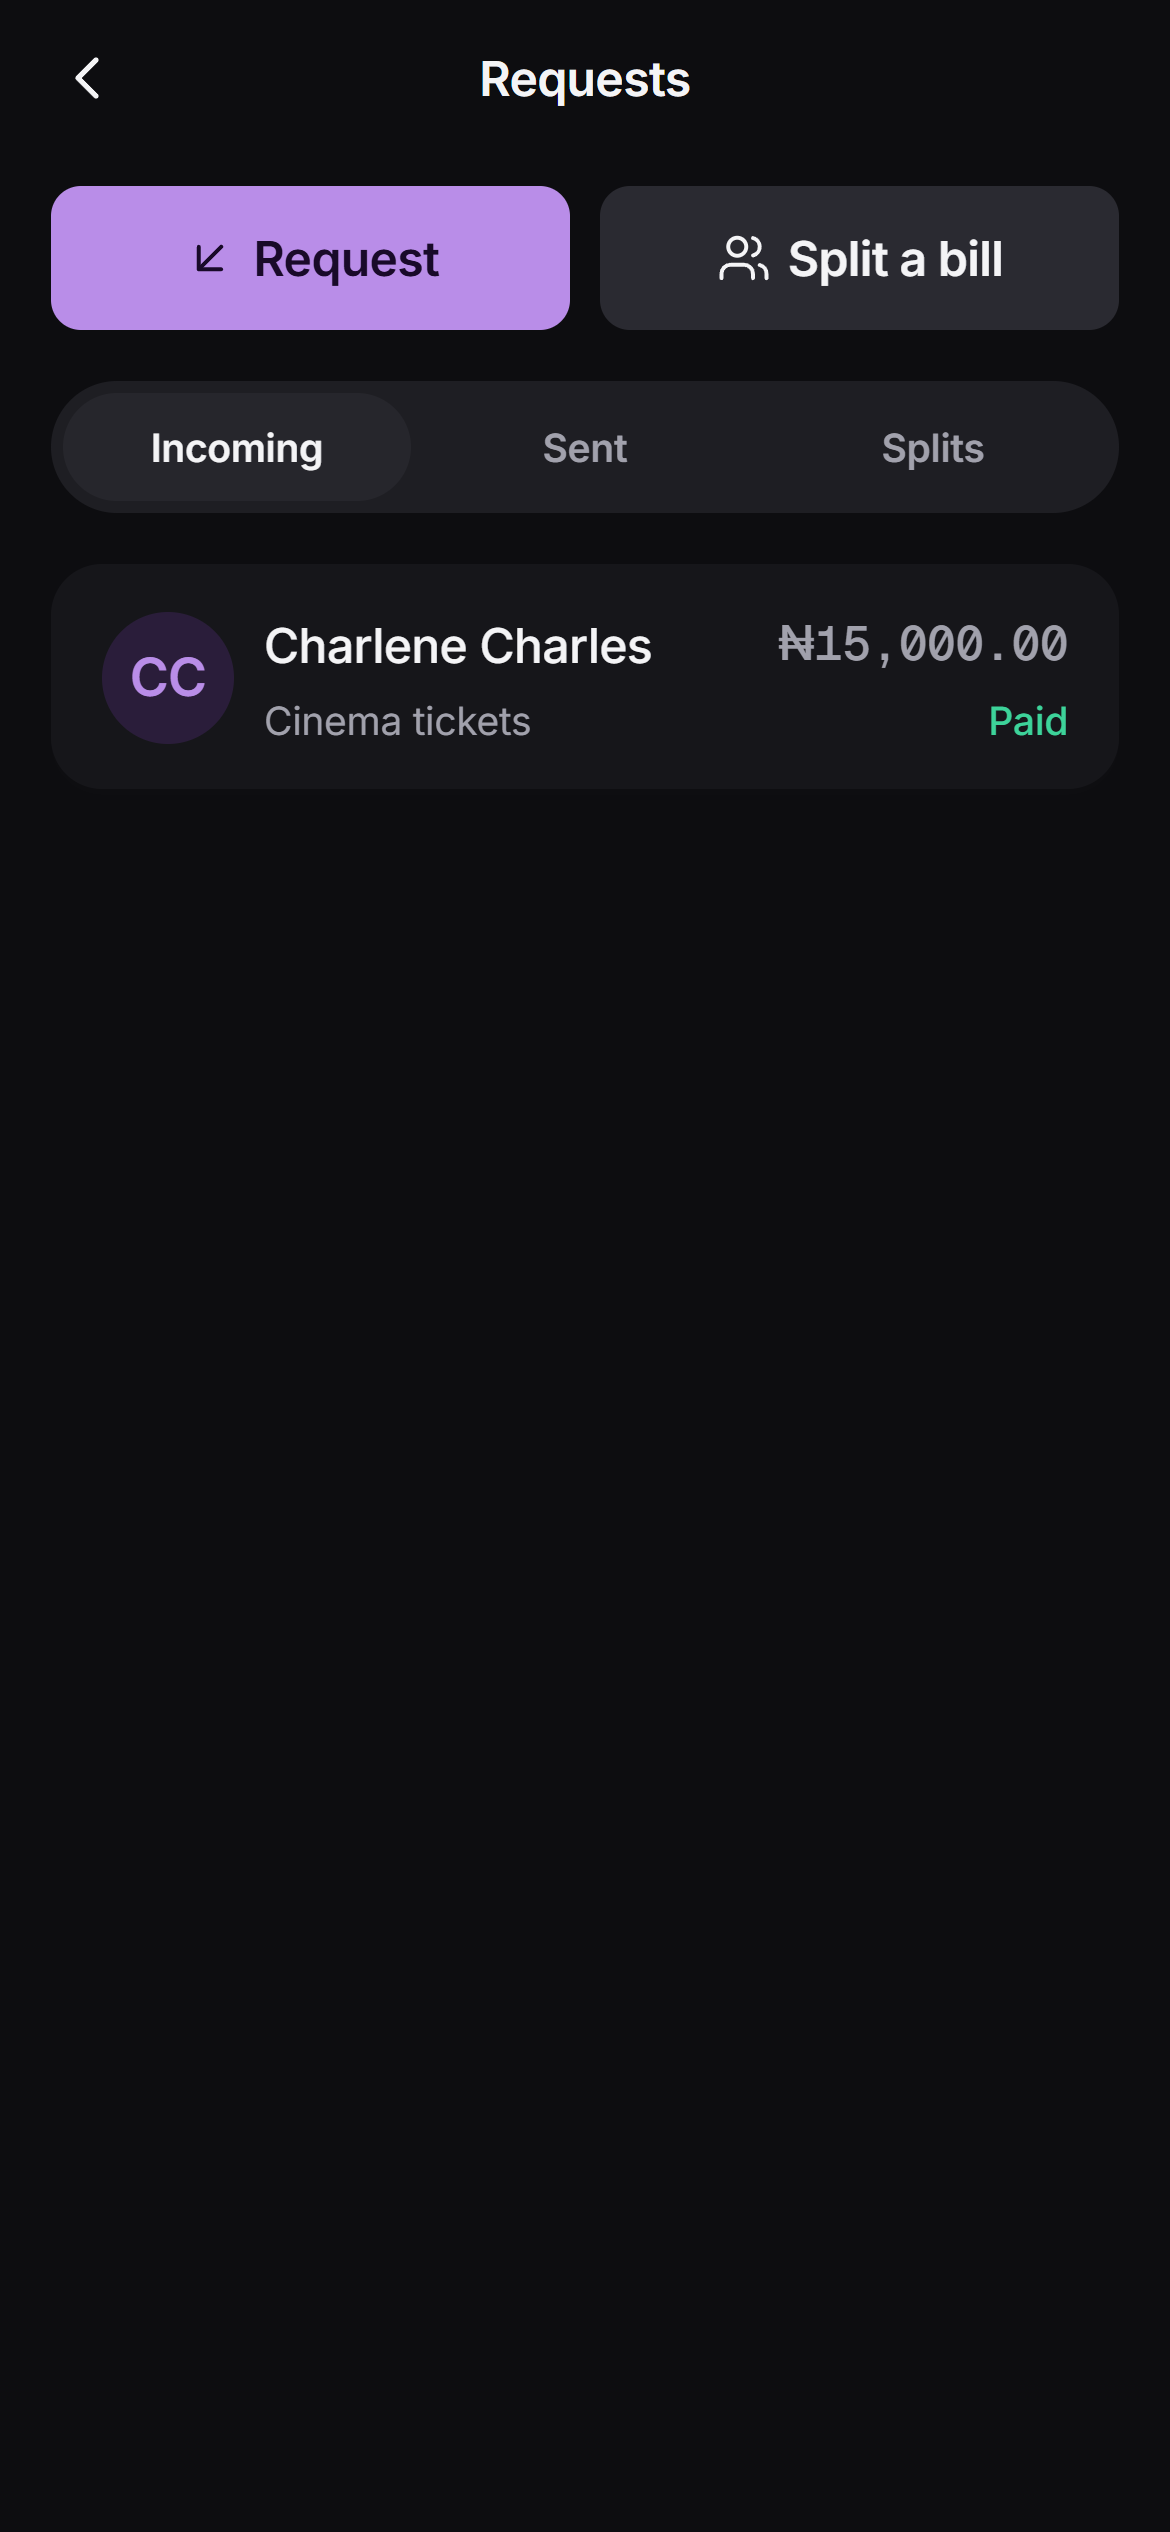 Requests
Request
Split a bill
Incoming
Sent
Splits
CC
Charlene Charles
₦15,000.00
Cinema tickets
Paid